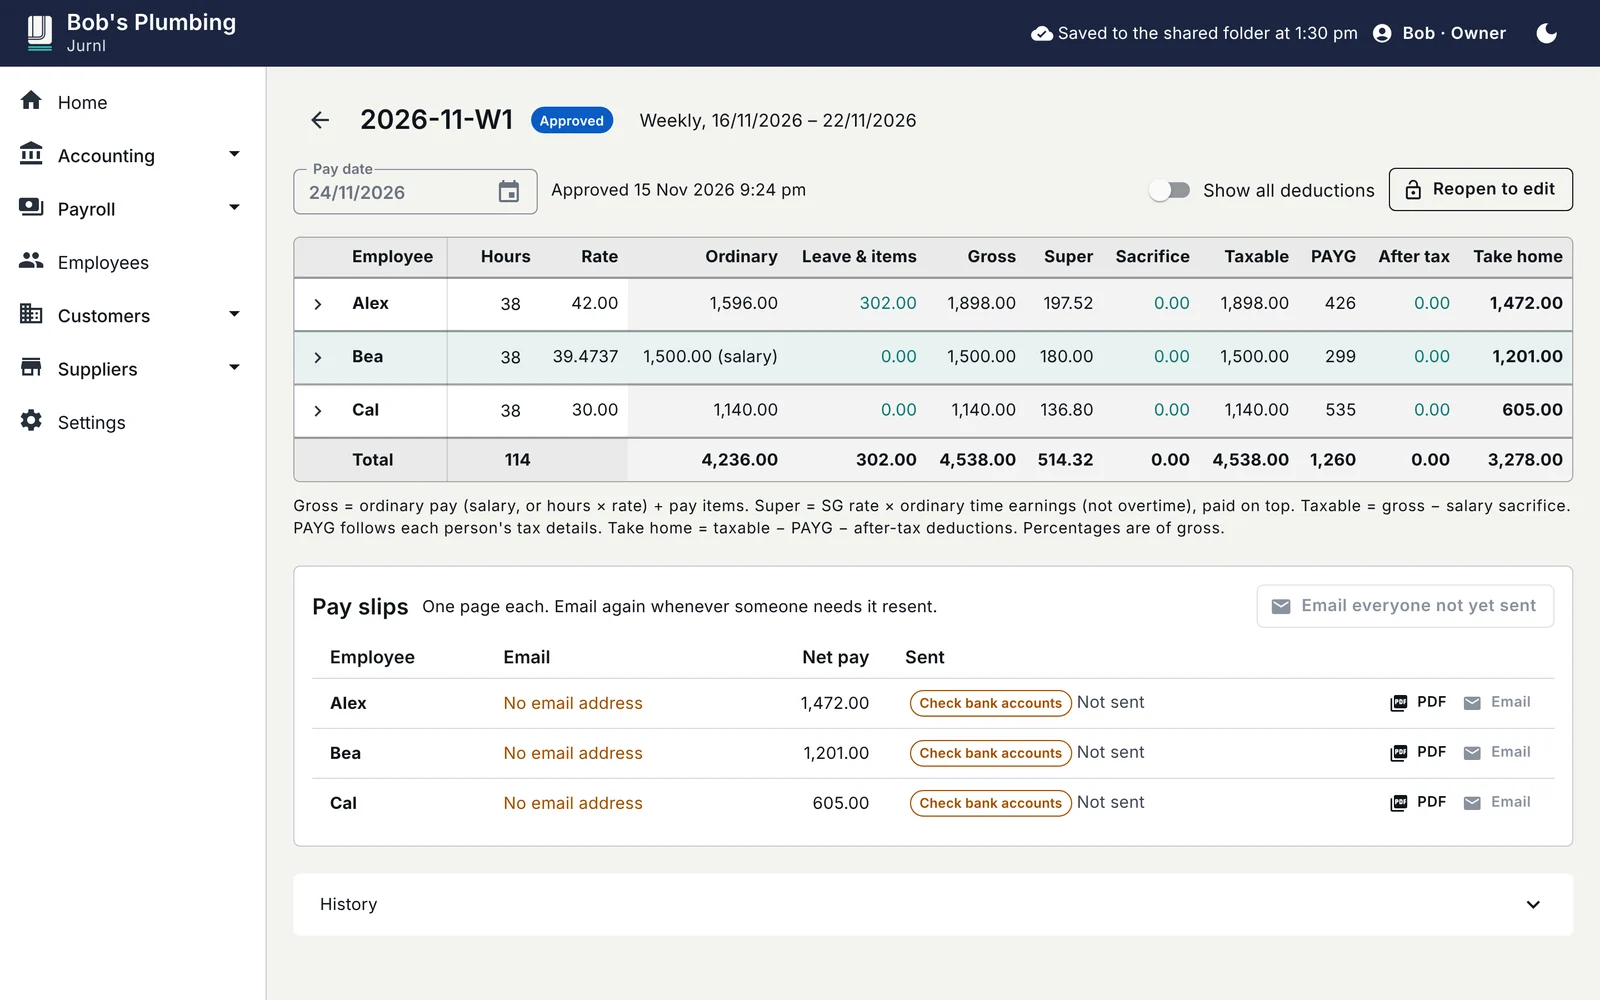 Bob's Plumbing
Jurnl
Saved to the shared folder at 1:30 pm
Bob · Owner
Home
Accounting
Payroll
Employees
Customers
Suppliers
Settings
2026-11-W1 Approved Weekly, 16/11/2026 – 22/11/2026
Pay date
24/11/2026
Approved 15 Nov 2026 9:24 pm
Show all deductions
Reopen to edit
Employee Hours Rate Ordinary Leave & items Gross Super Sacrifice Taxable PAYG After tax Take home
Alex 38 42.00 1,596.00 302.00 1,898.00 197.52 0.00 1,898.00 426 0.00 1,472.00
Bea 38 39.4737 1,500.00 (salary) 0.00 1,500.00 180.00 0.00 1,500.00 299 0.00 1,201.00
Cal 38 30.00 1,140.00 0.00 1,140.00 136.80 0.00 1,140.00 535 0.00 605.00
Total 114 4,236.00 302.00 4,538.00 514.32 0.00 4,538.00 1,260 0.00 3,278.00
Gross = ordinary pay (salary, or hours × rate) + pay items. Super = SG rate × ordinary time earnings (not overtime), paid on top. Taxable = gross − salary sacrifice.
PAYG follows each person's tax details. Take home = taxable − PAYG − after-tax deductions. Percentages are of gross.
Pay slips One page each. Email again whenever someone needs it resent.
Email everyone not yet sent
Employee Email Net pay Sent
Alex No email address 1,472.00 Check bank accounts Not sent PDF Email
Bea No email address 1,201.00 Check bank accounts Not sent PDF Email
Cal No email address 605.00 Check bank accounts Not sent PDF Email
History